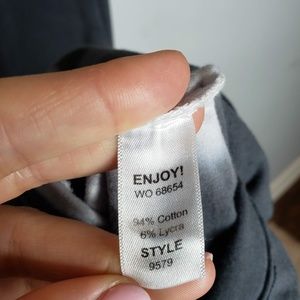 ENJOY!
WO 68654
94% Cotton
6% Lycra
STYLE
9579